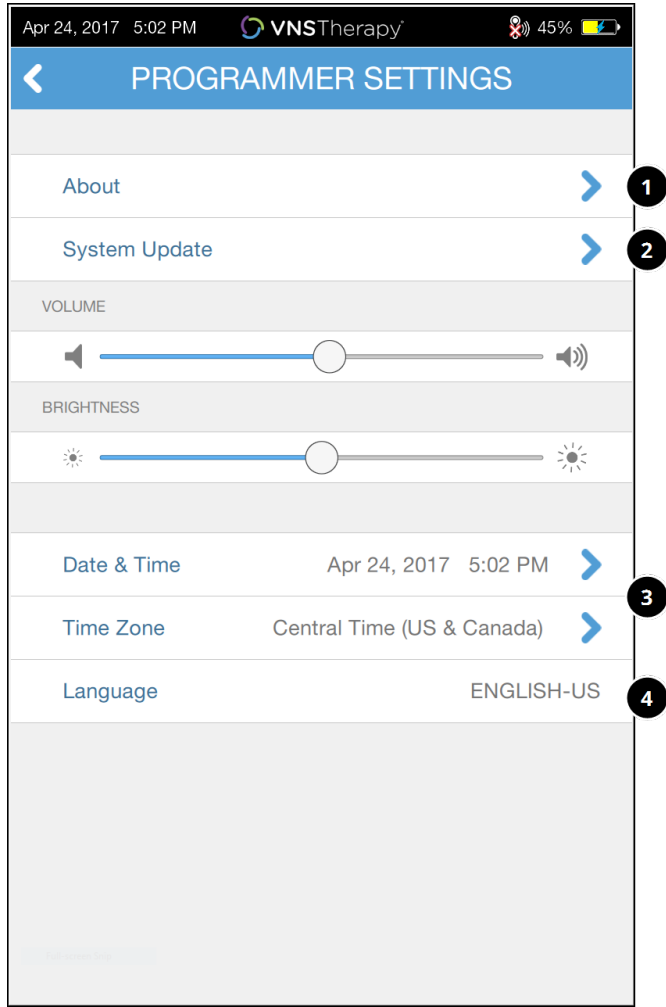 Apr 24, 2017 5:02 PM VNSTherapy 45%
PROGRAMMER SETTINGS
About
1
System Update
2
VOLUME
BRIGHTNESS
Date & Time Apr 24, 2017 5:02 PM
3
Time Zone Central Time (US & Canada)
Language ENGLISH-US
4